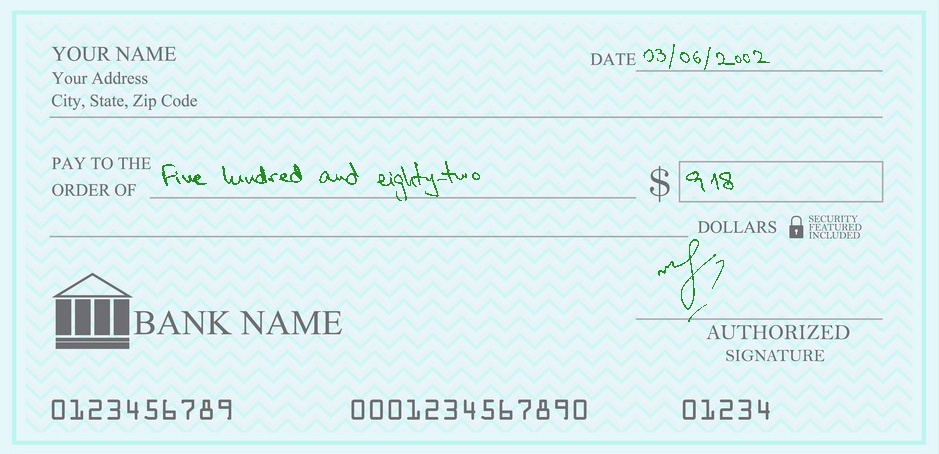 YOUR NAME
Your Address
City, State, Zip Code
DATE 03/06/2002
PAY TO THE
ORDER OF Five hundred and eighty-two
$ 918
DOLLARS
SECURITY
FEATURED
INCLUDED
BANK NAME
AUTHORIZED
SIGNATURE
0123456789 0001234567890 01234